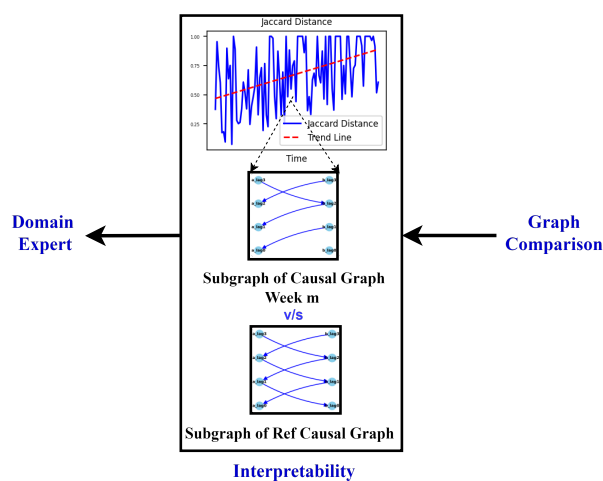 Jaccard Distance
1.00
0.75
0.50
0.25
Jaccard Distance
Trend Line
Time
Domain
Expert
Graph
Comparison
Subgraph of Causal Graph
Week m
v/s
Subgraph of Ref Causal Graph
Interpretability